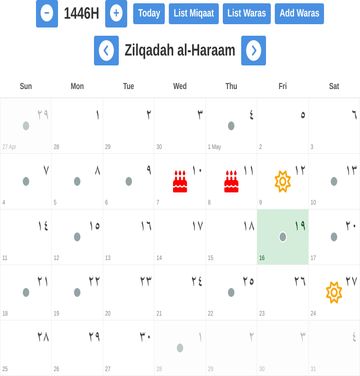 − 1446H + Today List Miqaat List Waras Add Waras
‹ Zilqadah al-Haraam ›
Sun Mon Tue Wed Thu Fri Sat
٢٩ ١ ٢ ٣ ٤ ٥ ٦
27 Apr 28 29 30 1 May 2 3
٧ ٨ ٩ ١٠ ١١ ١٢ ١٣
4 5 6 7 8 9 10
١٤ ١٥ ١٦ ١٧ ١٨ ١٩ ٢٠
11 12 13 14 15 16 17
٢١ ٢٢ ٢٣ ٢٤ ٢٥ ٢٦ ٢٧
18 19 20 21 22 23 24
٢٨ ٢٩ ٣٠ ١ ٢ ٣ ٤
25 26 27 28 29 30 31